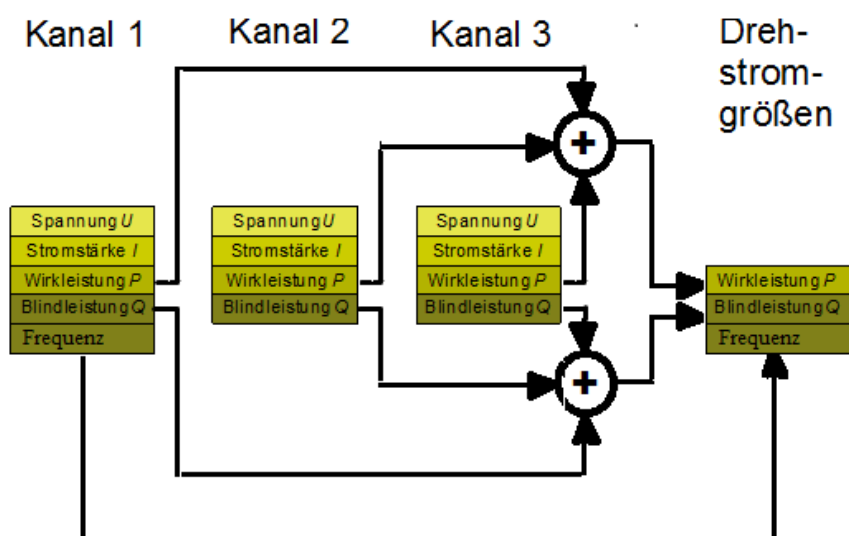 Kanal 1
Kanal 2
Kanal 3
Dreh-
strom-
größen
+
Spannung U
Stromstärke I
Wirkleistung P
Blindleistung Q
Frequenz
Spannung U
Stromstärke I
Wirkleistung P
Blindleistung Q
Spannung U
Stromstärke I
Wirkleistung P
Blindleistung Q
+
Wirkleistung P
Blindleistung Q
Frequenz